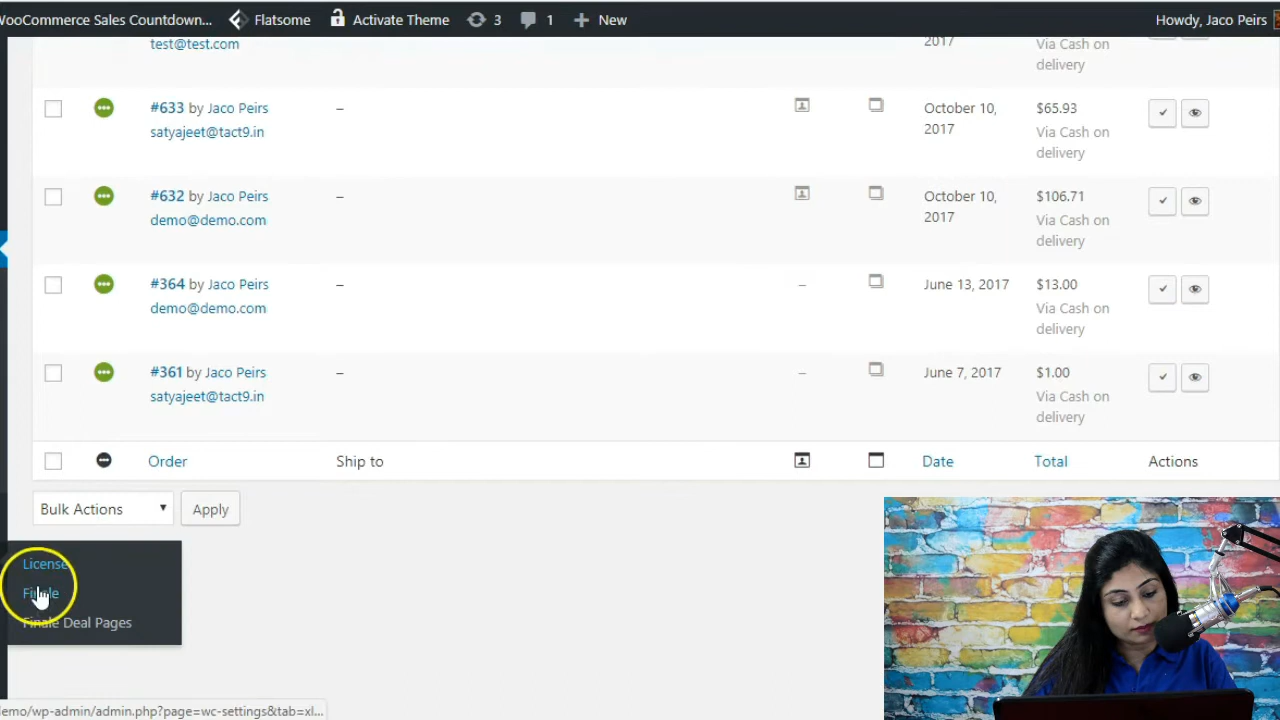 WooCommerce Sales Countdown... Flatsome Activate Theme 3 1 New Howdy, Jaco Peirs
test@test.com 2017 Via Cash on
delivery
#633 by Jaco Peirs – October 10, $65.93
satyajeet@tact9.in 2017 Via Cash on
delivery
#632 by Jaco Peirs – October 10, $106.71
demo@demo.com 2017 Via Cash on
delivery
#364 by Jaco Peirs – – June 13, 2017 $13.00
demo@demo.com Via Cash on
delivery
#361 by Jaco Peirs – – June 7, 2017 $1.00
satyajeet@tact9.in Via Cash on
delivery
Order Ship to Date Total Actions
Bulk Actions Apply
License
Finale
Finale Deal Pages
demo/wp-admin/admin.php?page=wc-settings&tab=xl...